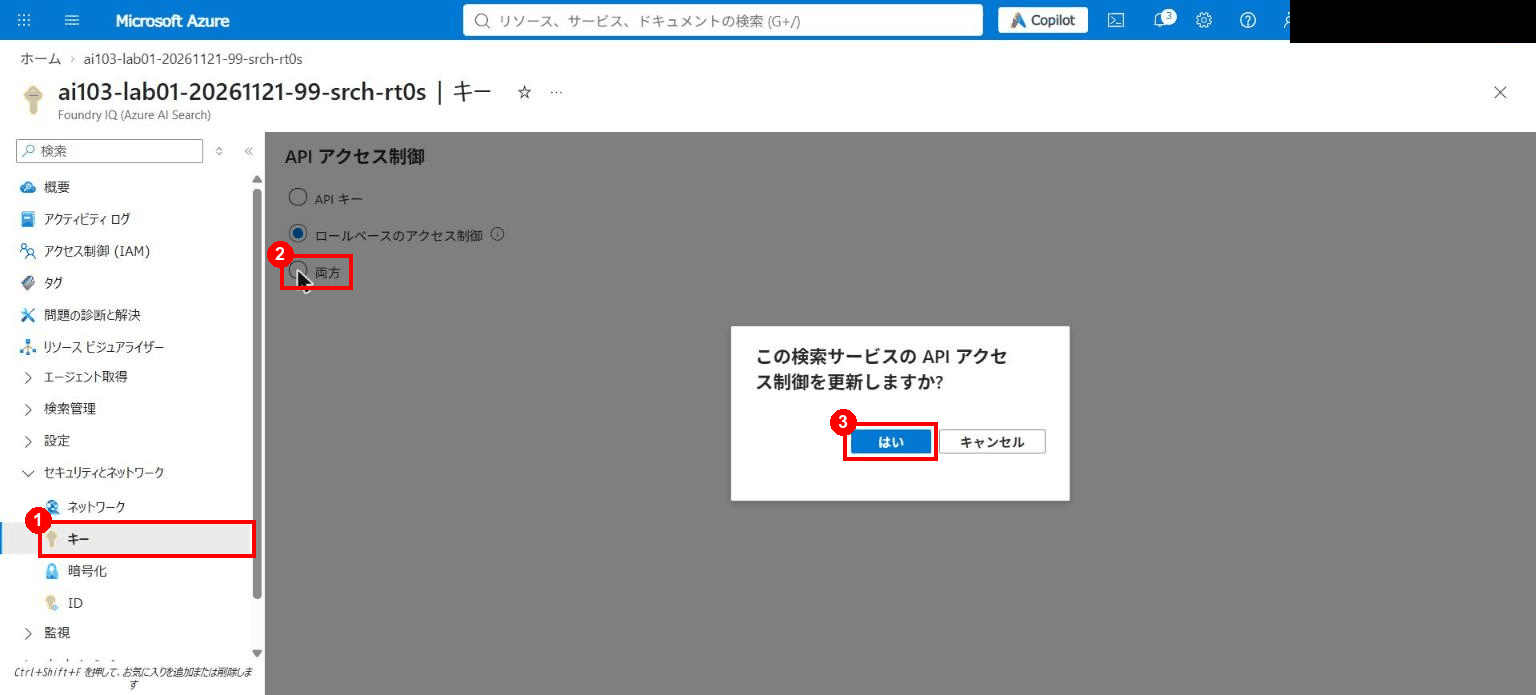 Microsoft Azure
リソース、サービス、ドキュメントの検索 (G+/)
Copilot
3
ホーム › ai103-lab01-20261121-99-srch-rt0s
ai103-lab01-20261121-99-srch-rt0s | キー
Foundry IQ (Azure AI Search)
検索
概要
アクティビティ ログ
アクセス制御 (IAM)
タグ
問題の診断と解決
リソース ビジュアライザー
エージェント取得
検索管理
設定
セキュリティとネットワーク
ネットワーク
1
キー
暗号化
ID
監視
Ctrl+Shift+F を押して、お気に入りを追加または削除しま
す
API アクセス制御
API キー
ロールベースのアクセス制御
2
両方
この検索サービスの API アクセ
ス制御を更新しますか?
3
はい キャンセル